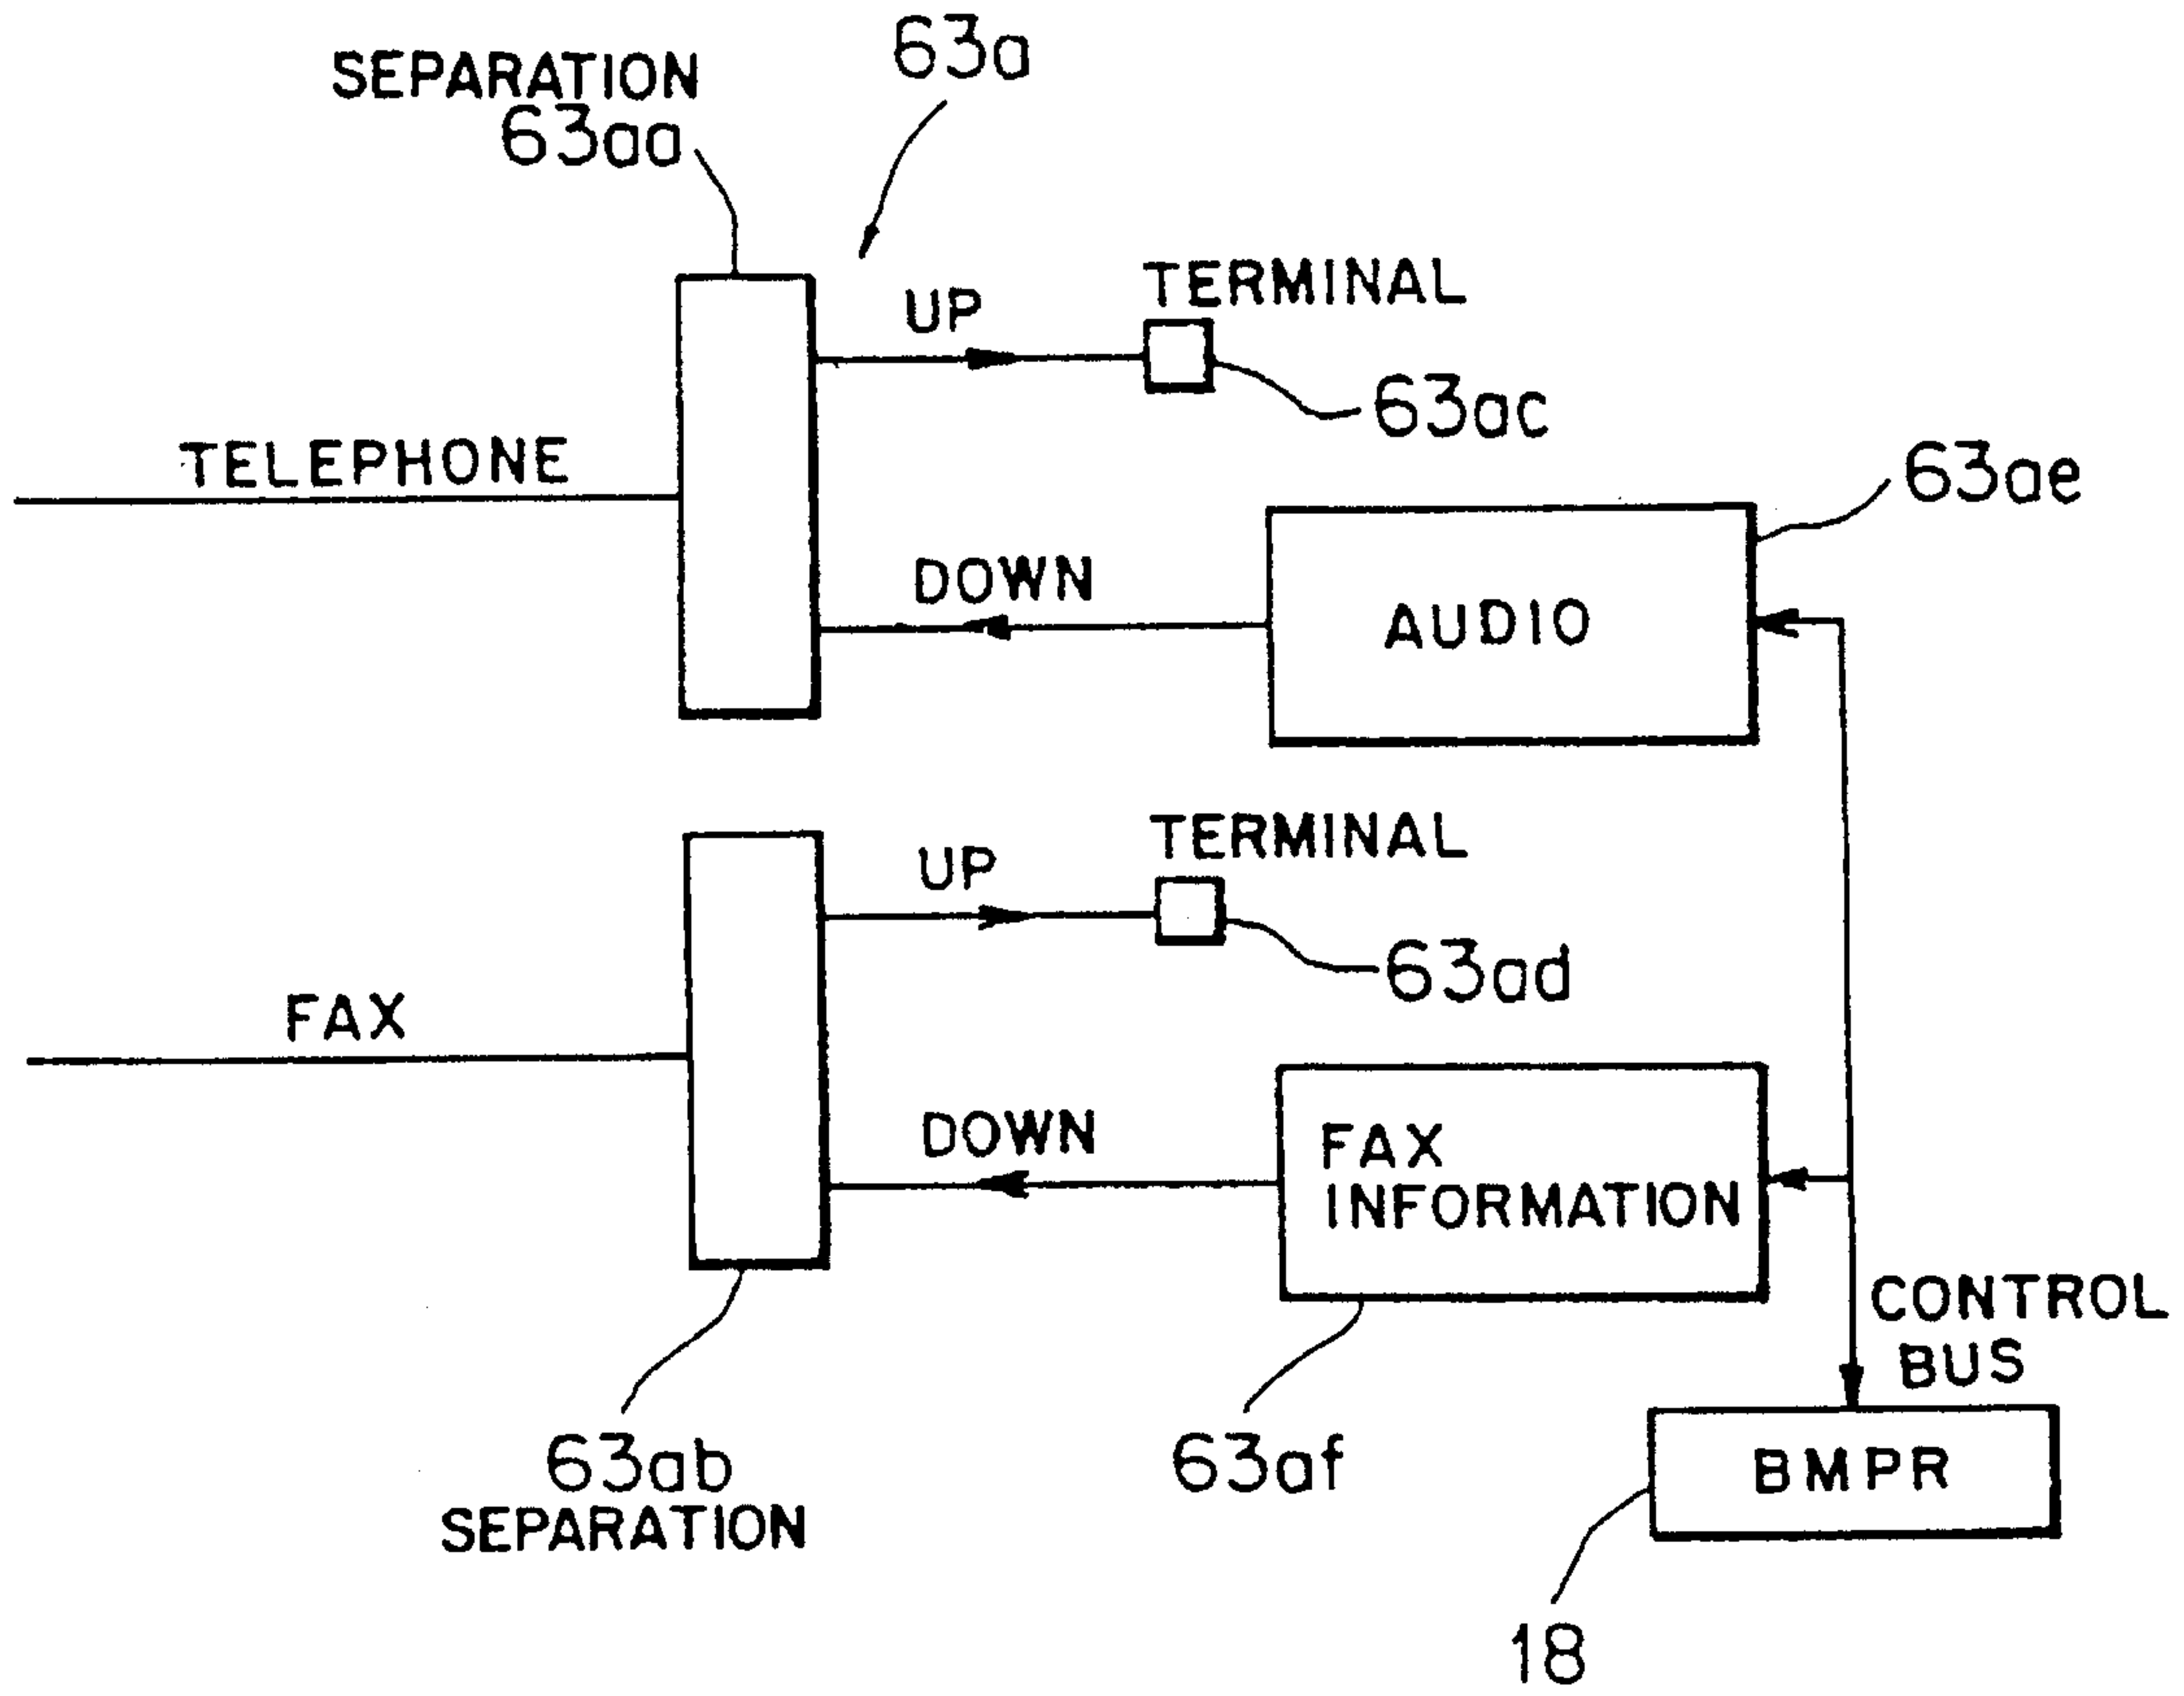 63a
SEPARATION
63aa
UP
TERMINAL
63ac
TELEPHONE
63ae
DOWN
AUDIO
UP
TERMINAL
63ad
FAX
DOWN
FAX
INFORMATION
CONTROL
BUS
63ab
SEPARATION
63af
BMPR
18